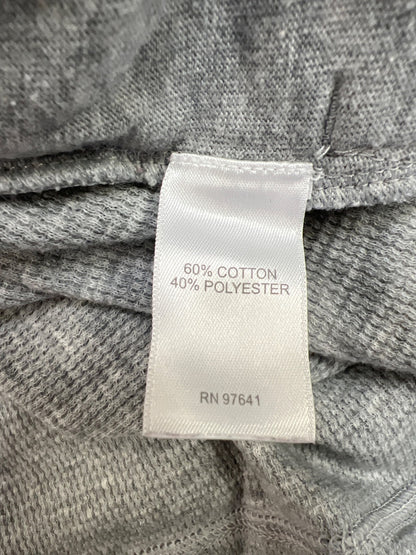 60% COTTON
40% POLYESTER
RN 97641